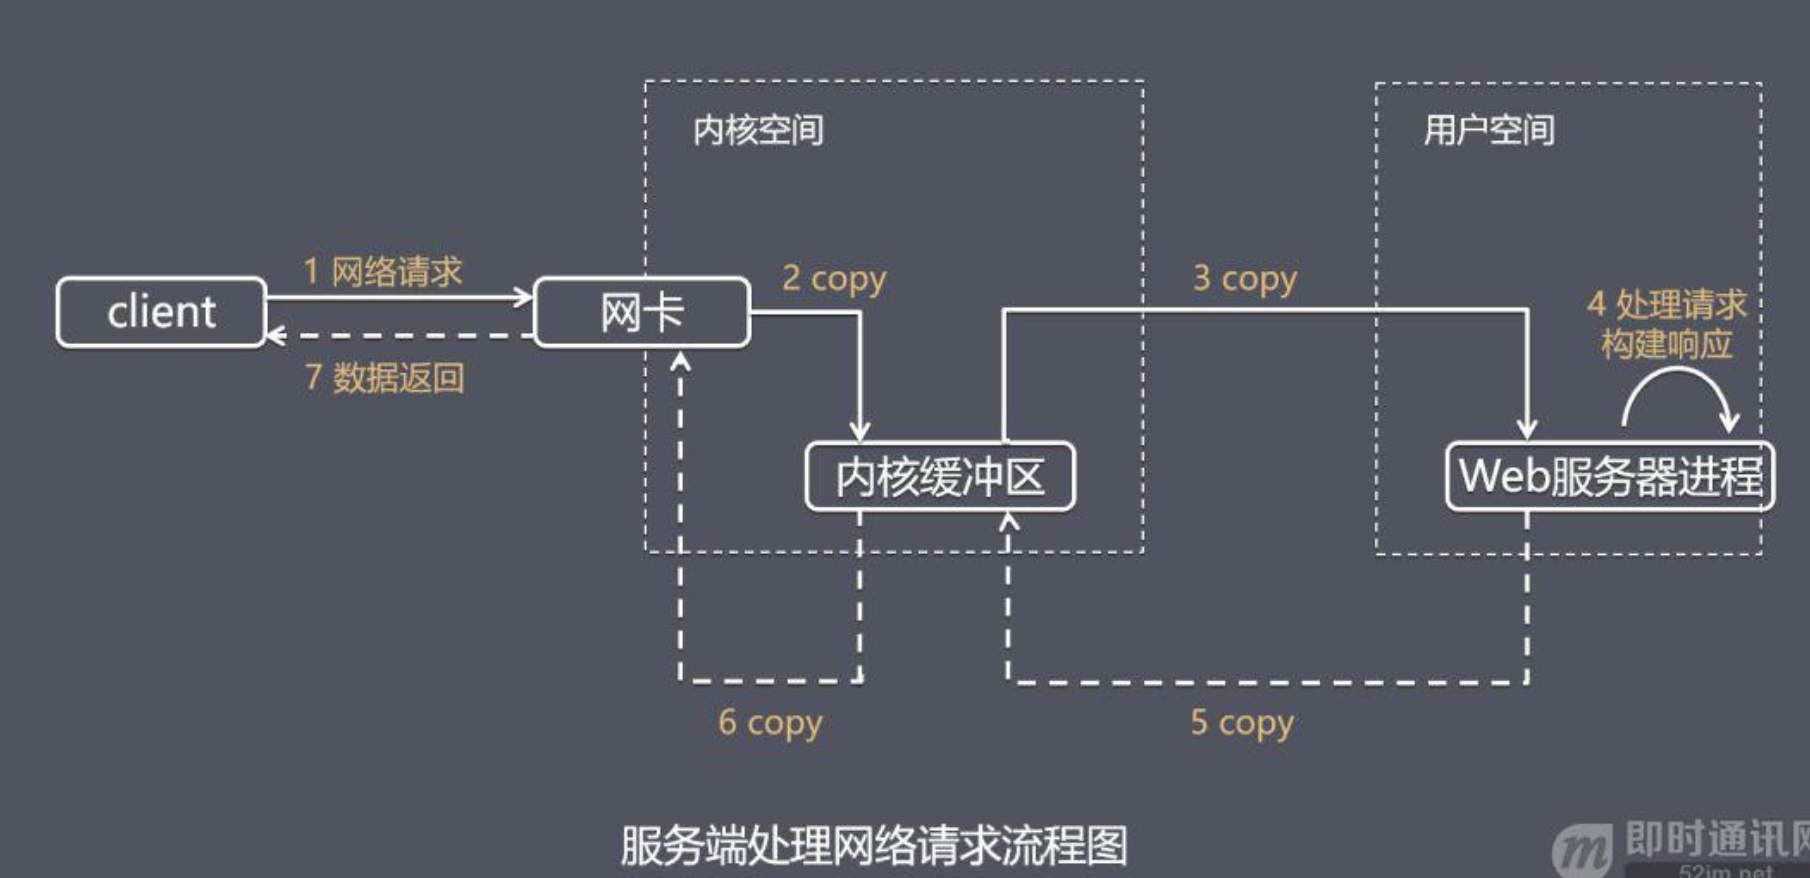 内核空间
用户空间
1 网络请求
client
网卡
2 copy
3 copy
4 处理请求
构建响应
7 数据返回
内核缓冲区
Web服务器进程
6 copy
5 copy
服务端处理网络请求流程图
即时通讯网
52im.net